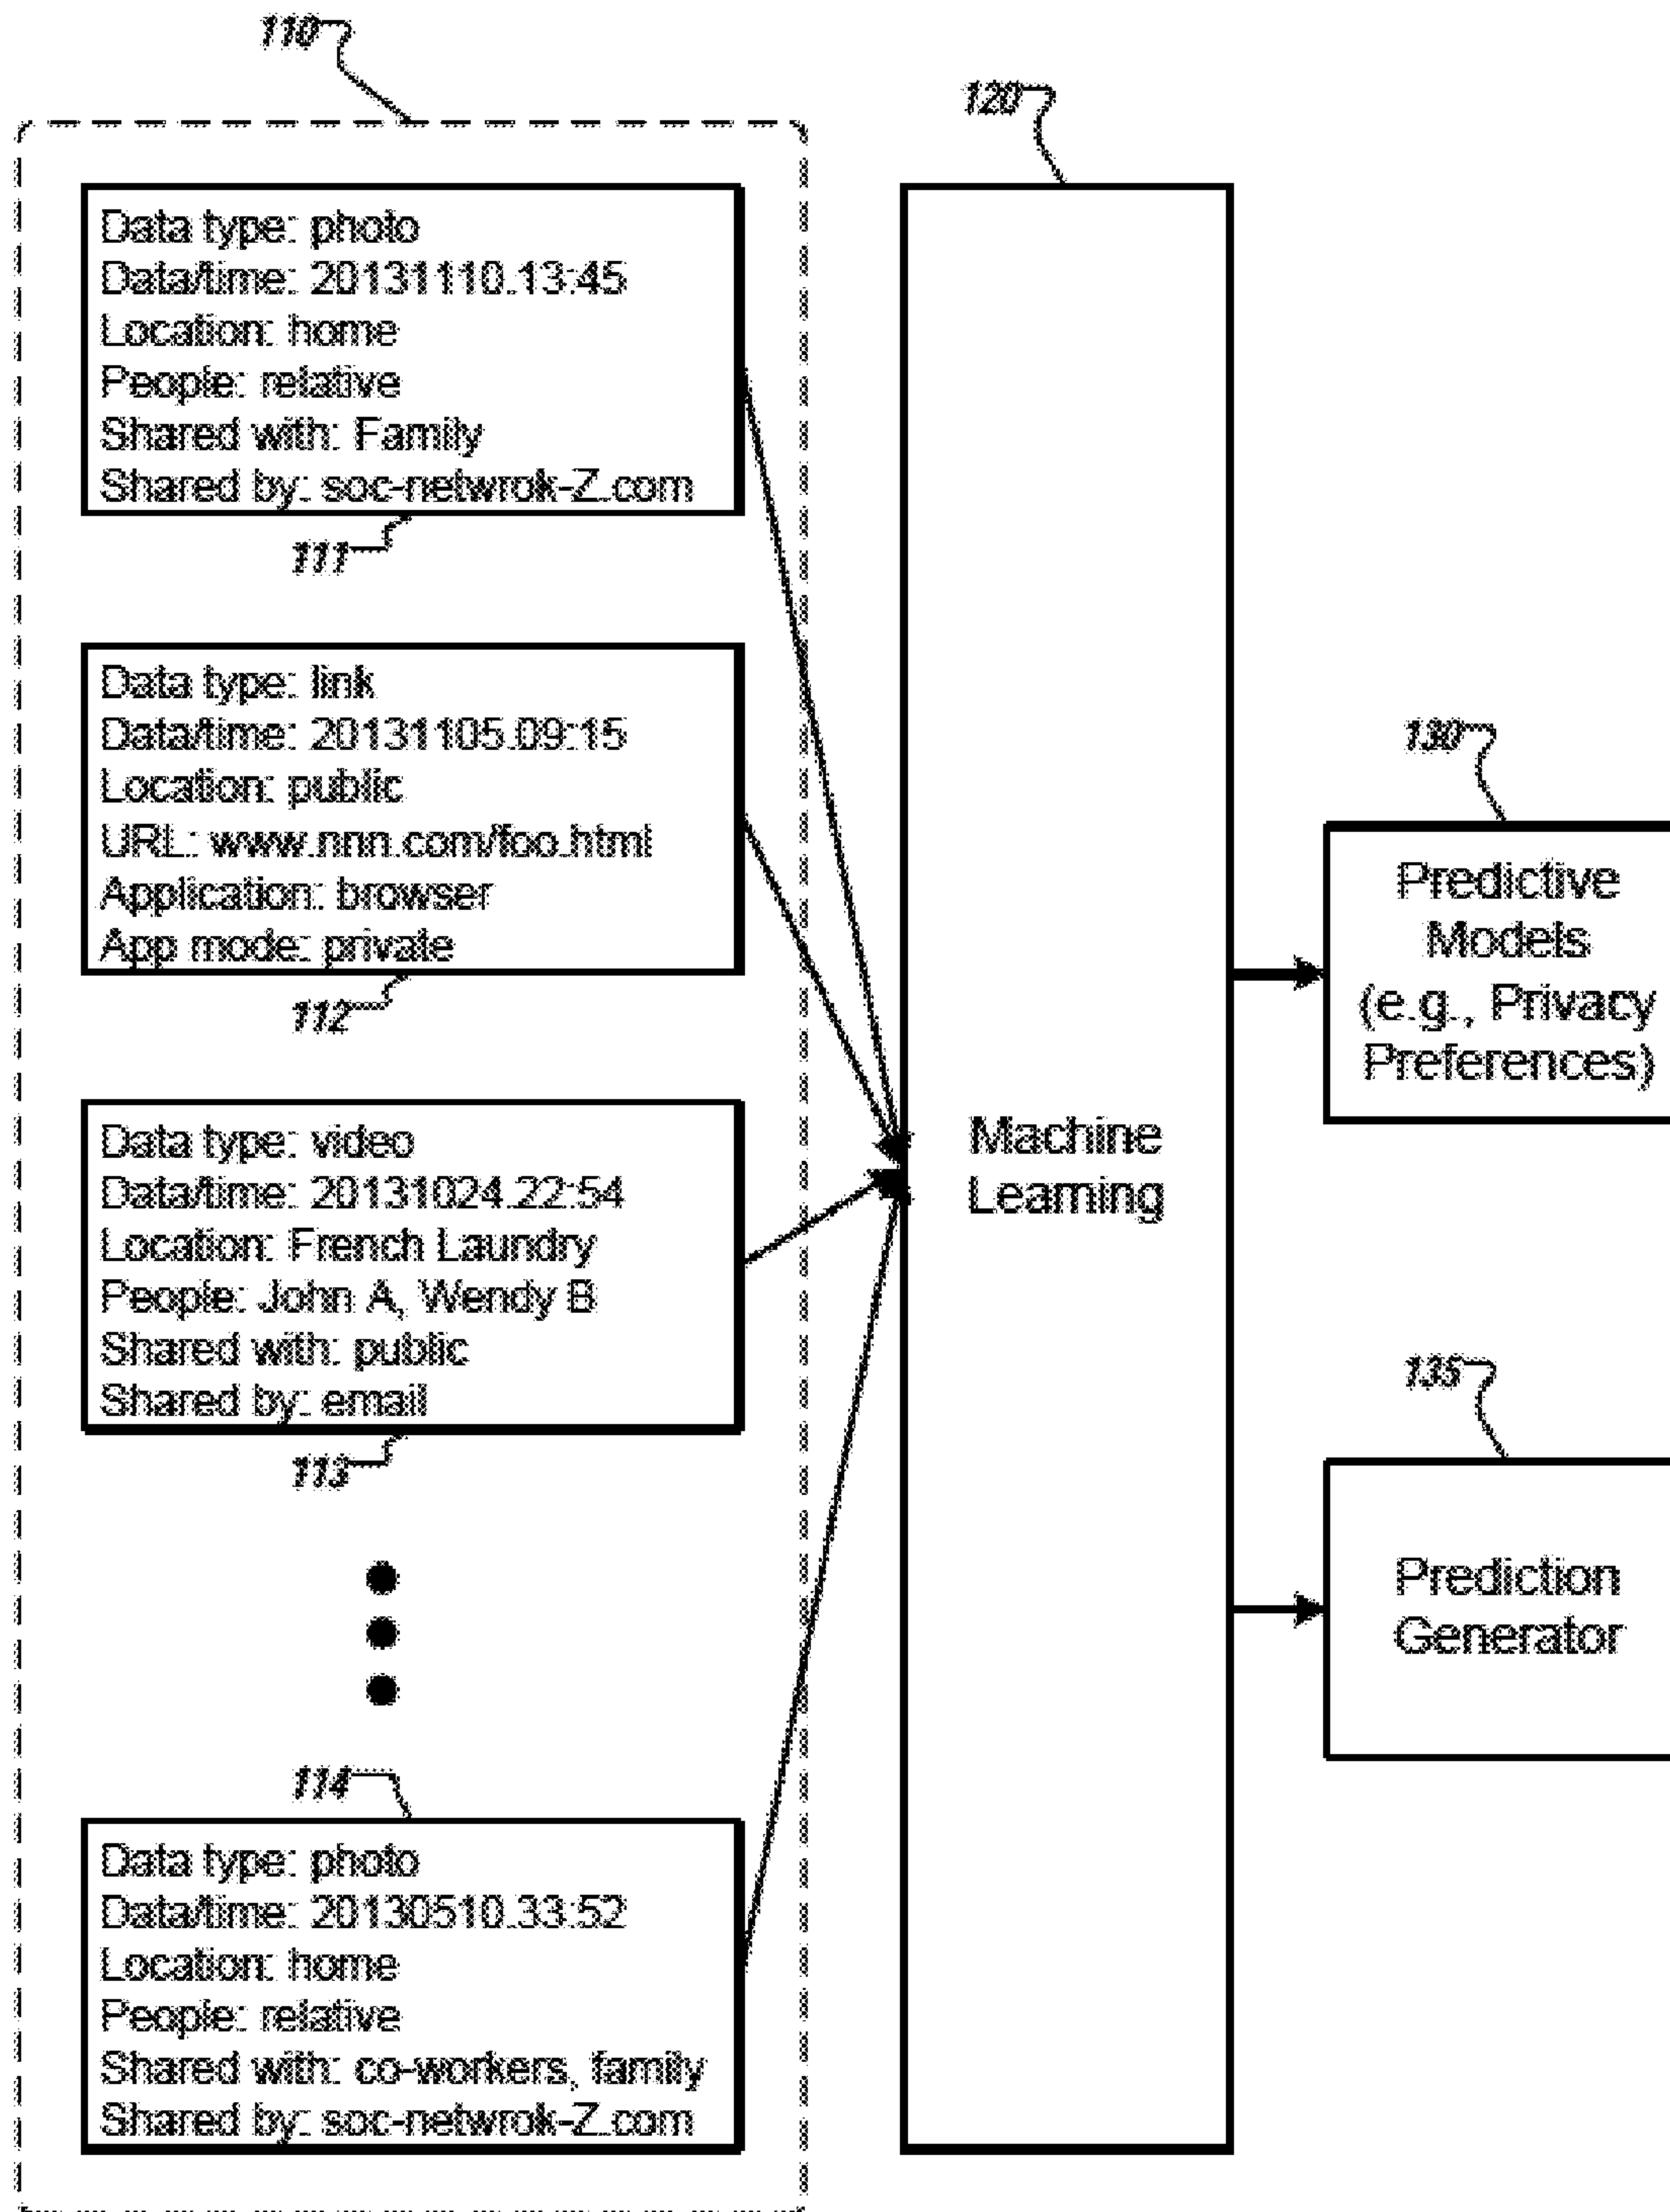 110
120
Data type: photo
Data/time: 20131110.13:45
Location: home
People: relative
Shared with: Family
Shared by: soc-netwrok-Z.com
111
Data type: link
Data/time: 20131105.09:15
Location: public
URL: www.nnn.com/foo.html
Application: browser
App mode: private
112
Data type: video
Data/time: 20131024.22:54
Location: French Laundry
People: John A, Wendy B
Shared with: public
Shared by: email
113
114
Data type: photo
Data/time: 20130510.33:52
Location: home
People: relative
Shared with: co-workers, family
Shared by: soc-netwrok-Z.com
Machine
Learning
130
Predictive
Models
(e.g., Privacy
Preferences)
135
Prediction
Generator